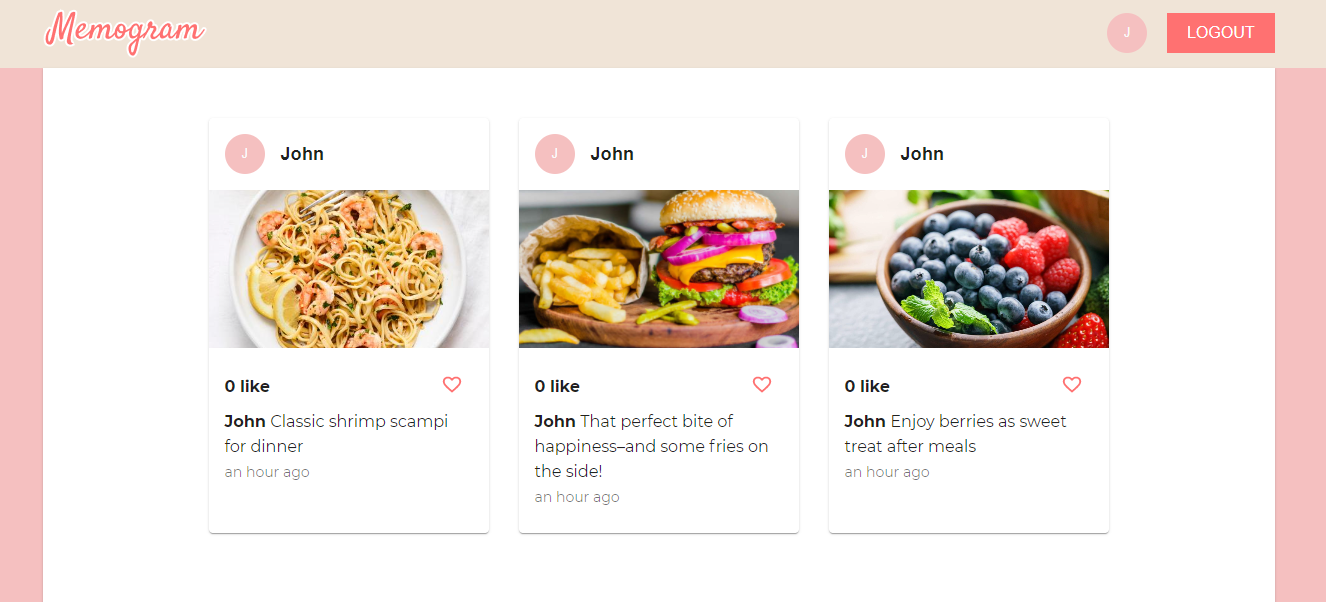 Memogram
J
LOGOUT
J
John
0 like
John Classic shrimp scampi
for dinner
an hour ago
J
John
0 like
John That perfect bite of
happiness–and some fries on
the side!
an hour ago
J
John
0 like
John Enjoy berries as sweet
treat after meals
an hour ago